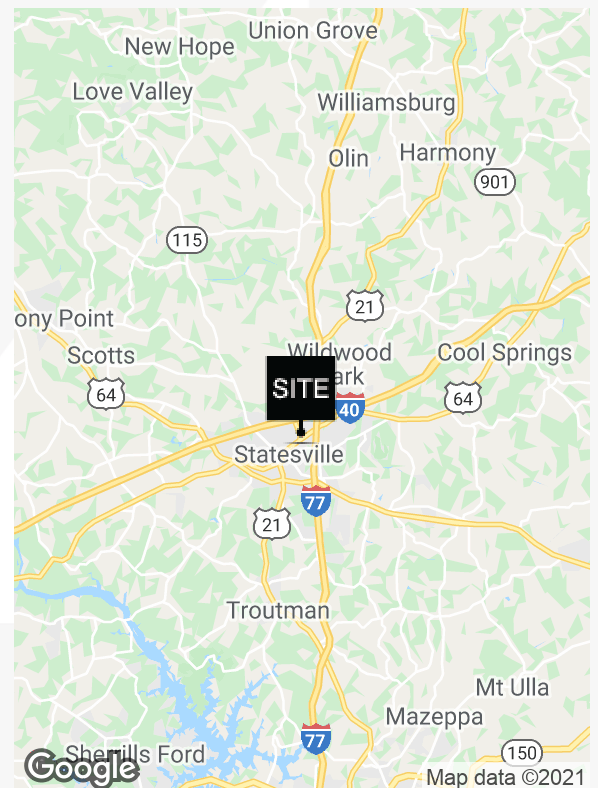 Union Grove
New Hope
Love Valley
Williamsburg
Olin
Harmony
901
115
21
ony Point
Wildwood
Scotts
Cool Springs
ark
SITE
64
64
40
Statesville
77
21
Troutman
Mt Ulla
Mazeppa
77
150
Sherrills Ford
Google
Map data ©2021